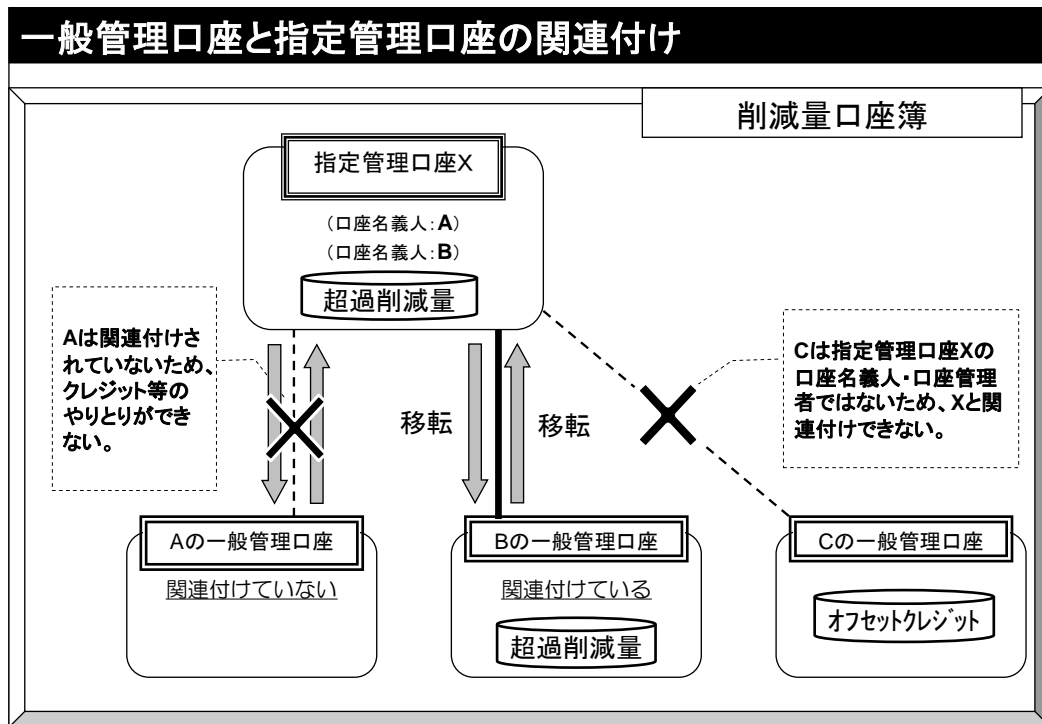 一般管理口座と指定管理口座の関連付け
削減量口座簿
指定管理口座X
（口座名義人：A）
（口座名義人：B）
超過削減量
Aは関連付けさ
れていないため、
クレジット等の
やりとりができ
ない。
Cは指定管理口座Xの
口座名義人・口座管理
者ではないため、Xと関
連付けできない。
移転
移転
Aの一般管理口座
関連付けていない
Bの一般管理口座
関連付けている
超過削減量
Cの一般管理口座
オフセットクレジット